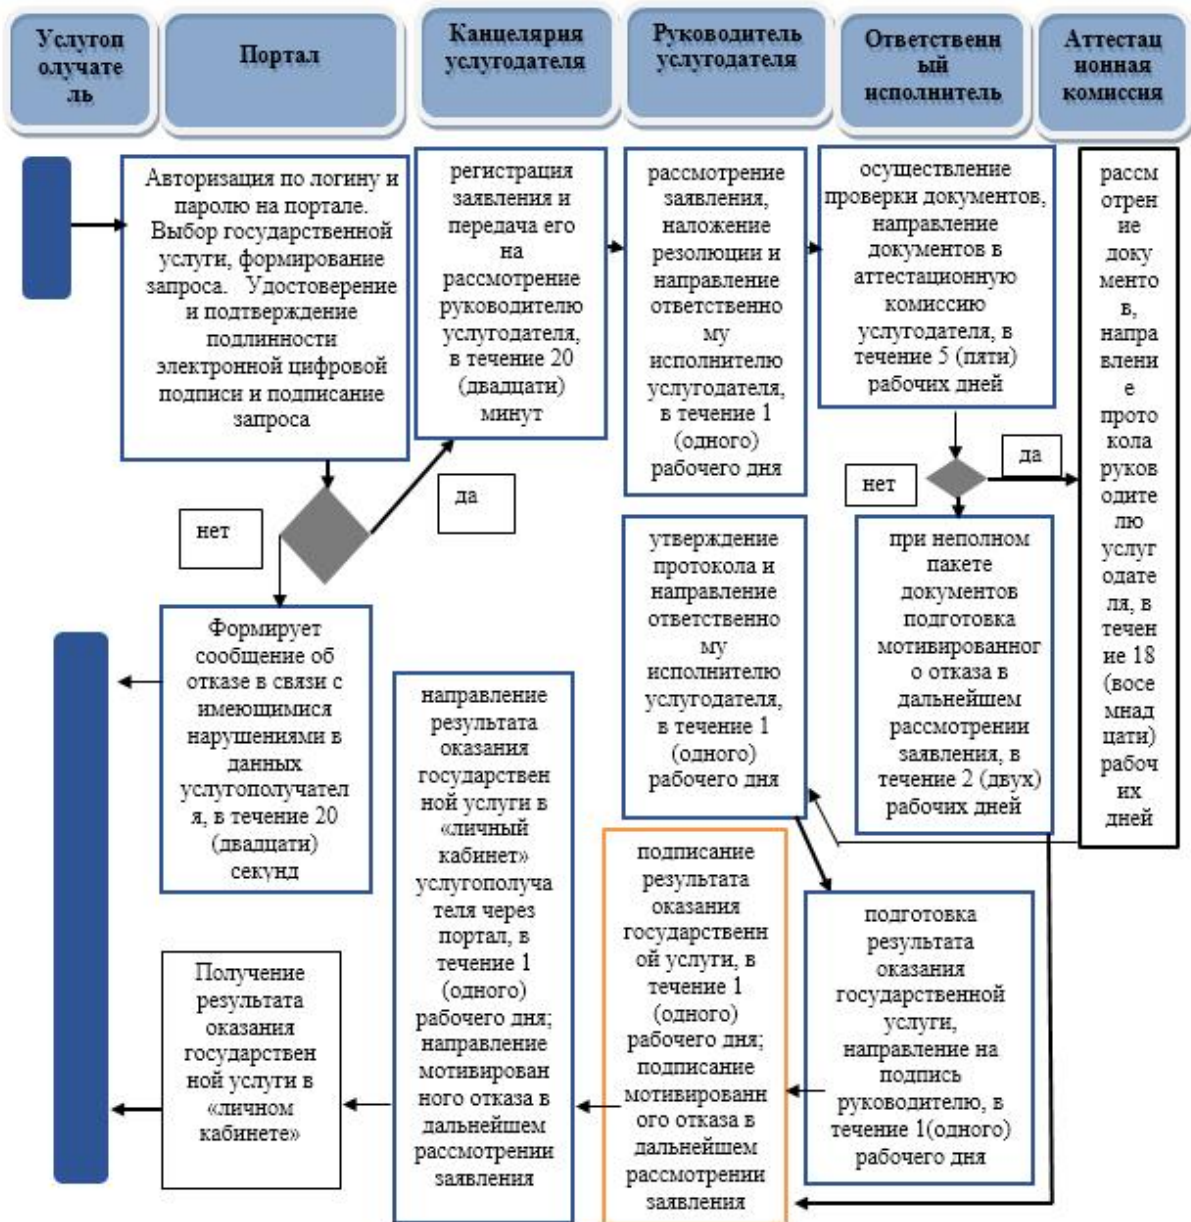 Услугоп
олучате
ль
Портал
Канцелярия
услугодателя
Руководитель
услугодателя
Ответственн
ый
исполнитель
Аттестац
ионная
комиссия
Авторизация по логину и
паролю на портале.
Выбор государственной
услуги, формирование
запроса. Удостоверение
и подтверждение
подлинности
электронной цифровой
подписи и подписание
запроса
регистрация
заявления и
передача его
на
рассмотрение
руководителю
услугодателя,
в течение 20
(двадцати)
минут
рассмотрение
заявления,
наложение
резолюции и
направление
ответственно
му
исполнителю
услугодателя,
в течение 1
(одного)
рабочего дня
осуществление
проверки документов,
направление
документов в
аттестационную
комиссию
услугодателя, в
течение 5 (пяти)
рабочих дней
рассм
отрен
ие
доку
менто
в,
напра
влени
е
прото
кола
руков
одите
лю
услуг
одате
ля, в
течен
ие 18
(восе
мнад
цати)
рабоч
их
дней
нет
да
нет
да
Формирует
сообщение об
отказе в связи с
имеющимися
нарушениями в
данных
услугополучател
я, в течение 20
(двадцати)
секунд
направление
результата
оказания
государствен
ной услуги в
«личный
кабинет»
услугополуча
теля через
портал, в
течение 1
(одного)
рабочего дня;
направление
мотивирован
ного отказа в
дальнейшем
рассмотрении
заявления
утверждение
протокола и
направление
ответственно
му
исполнителю
услугодателя,
в течение 1
(одного)
рабочего дня
при неполном
пакете
документов
подготовка
мотивированног
о отказа в
дальнейшем
рассмотрении
заявления, в
течение 2 (двух)
рабочих дней
Получение
результата
оказания
государствен
ной услуги в
«личном
кабинете»
подписание
результата
оказания
государственн
ой услуги, в
течение 1
(одного)
рабочего дня;
подписание
мотивированн
ого отказа в
дальнейшем
рассмотрении
заявления
подготовка
результата
оказания
государственной
услуги,
направление на
подпись
руководителю, в
течение 1(одного)
рабочего дня